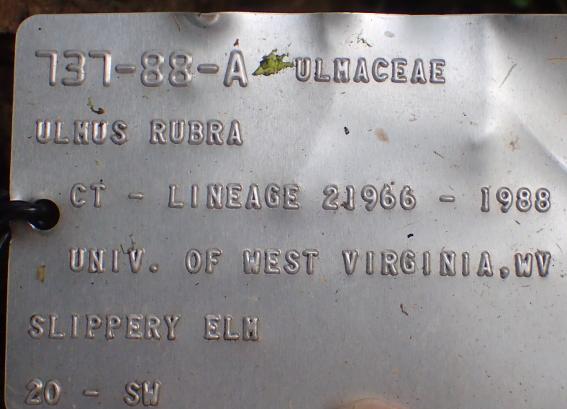 737-88-A ULMACEAE
ULMUS RUBRA
CT - LINEAGE 21966 - 1988
UNIV. OF WEST VIRGINIA, WV
SLIPPERY ELM
20 - SW